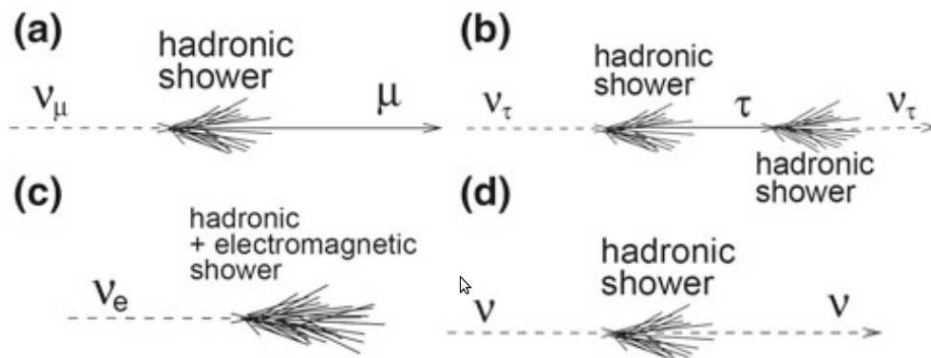 (a)
hadronic
shower
ν_μ
μ
(b)
hadronic
shower
ν_τ
τ
ν_τ
hadronic
shower
(c)
hadronic
+ electromagnetic
shower
ν_e
(d)
hadronic
shower
ν
ν